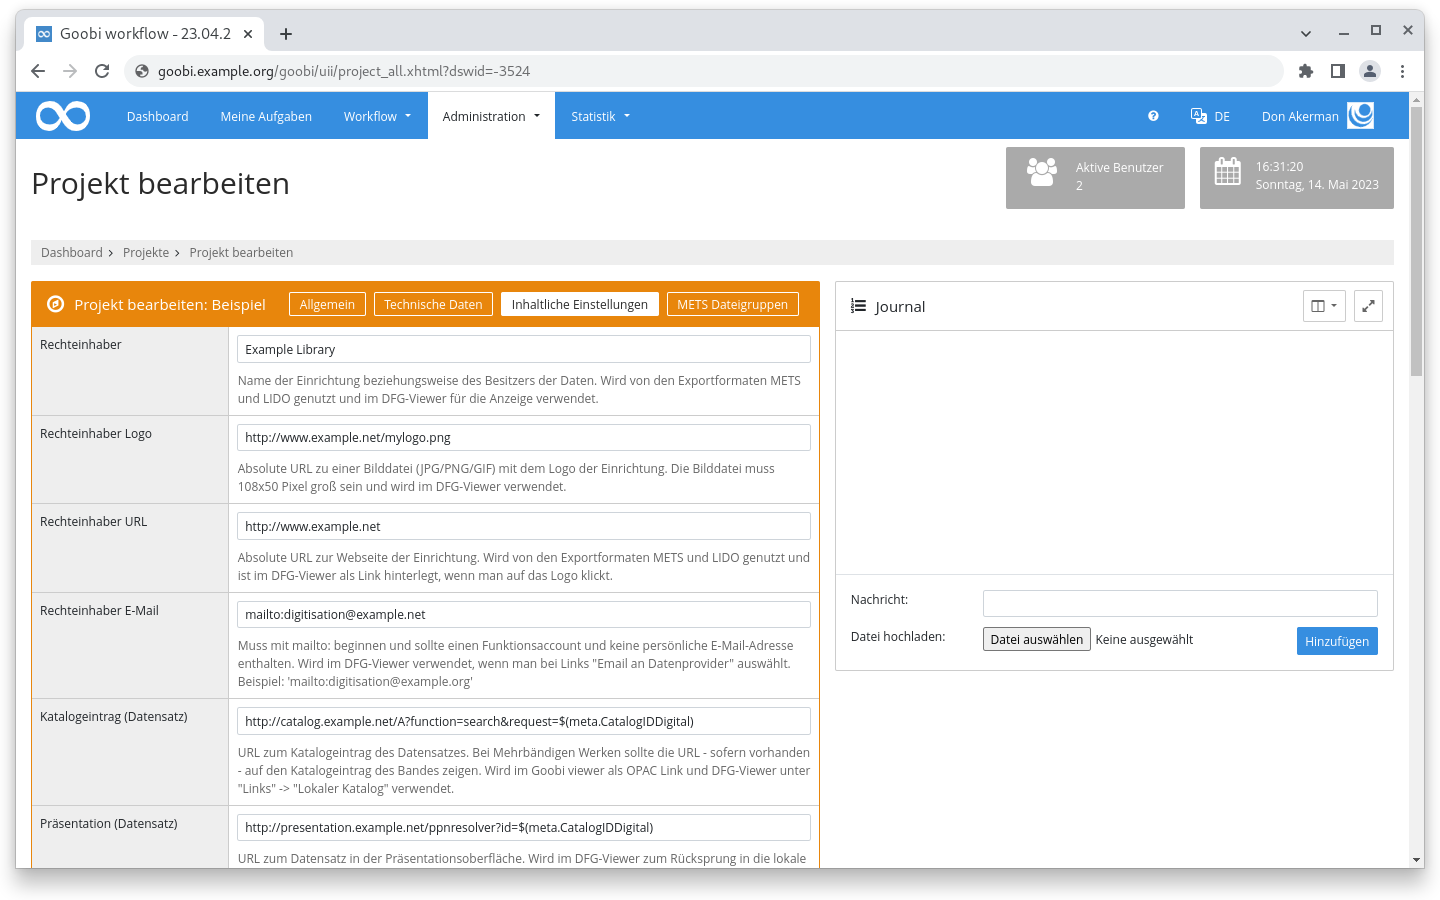 Goobi workflow - 23.04.2
goobi.example.org/goobi/uii/project_all.xhtml?dswid=-3524
Dashboard Meine Aufgaben Workflow Administration Statistik DE Don Akerman
Projekt bearbeiten
Aktive Benutzer
2
16:31:20
Sonntag, 14. Mai 2023
Dashboard Projekte Projekt bearbeiten
Projekt bearbeiten: Beispiel Allgemein Technische Daten Inhaltliche Einstellungen METS Dateigruppen
Rechteinhaber
Example Library
Name der Einrichtung beziehungsweise des Besitzers der Daten. Wird von den Exportformaten METS
und LIDO genutzt und im DFG-Viewer für die Anzeige verwendet.
Rechteinhaber Logo
http://www.example.net/mylogo.png
Absolute URL zu einer Bilddatei (JPG/PNG/GIF) mit dem Logo der Einrichtung. Die Bilddatei muss
108x50 Pixel groß sein und wird im DFG-Viewer verwendet.
Rechteinhaber URL
http://www.example.net
Absolute URL zur Webseite der Einrichtung. Wird von den Exportformaten METS und LIDO genutzt und
ist im DFG-Viewer als Link hinterlegt, wenn man auf das Logo klickt.
Rechteinhaber E-Mail
mailto:digitisation@example.net
Muss mit mailto: beginnen und sollte einen Funktionsaccount und keine persönliche E-Mail-Adresse
enthalten. Wird im DFG-Viewer verwendet, wenn man bei Links "Email an Datenprovider" auswählt.
Beispiel: 'mailto:digitisation@example.org'
Katalogeintrag (Datensatz)
http://catalog.example.net/A?function=search&request=$(meta.CatalogIDDigital)
URL zum Katalogeintrag des Datensatzes. Bei Mehrbändigen Werken sollte die URL - sofern vorhanden
- auf den Katalogeintrag des Bandes zeigen. Wird im Goobi viewer als OPAC Link und DFG-Viewer unter
"Links" -> "Lokaler Katalog" verwendet.
Präsentation (Datensatz)
http://presentation.example.net/ppnresolver?id=$(meta.CatalogIDDigital)
URL zum Datensatz in der Präsentationsoberfläche. Wird im DFG-Viewer zum Rücksprung in die lokale
Journal
Nachricht:
Datei hochladen: Datei auswählen Keine ausgewählt Hinzufügen